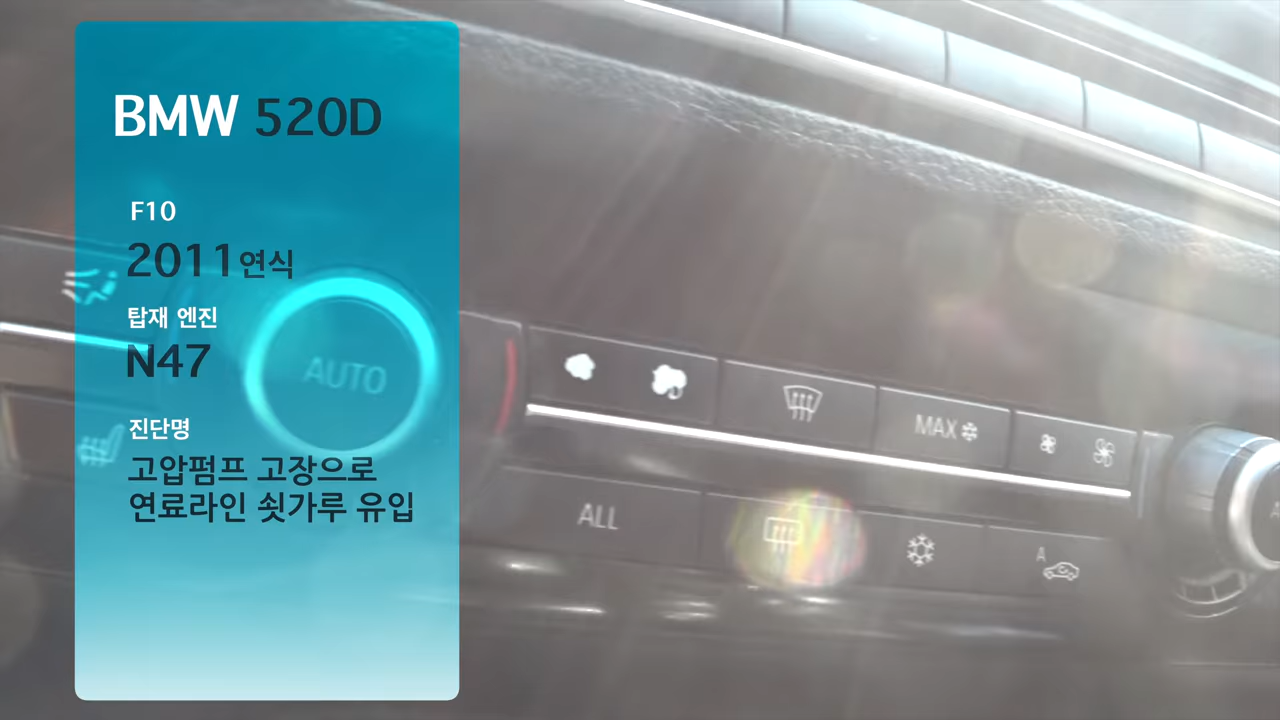 BMW 520D
F10
2011연식
탑재 엔진
N47
AUTO
진단명
고압펌프 고장으로
연료라인 쇳가루 유입
MAX
ALL
A